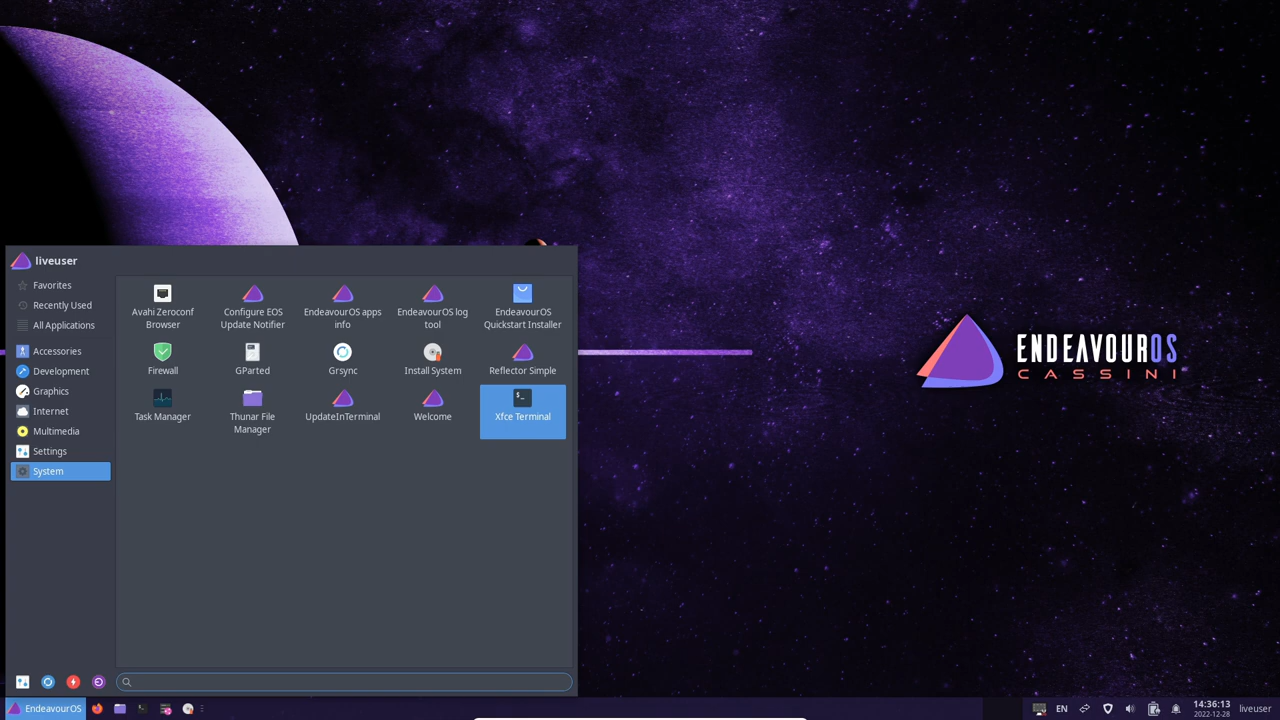 liveuser
Favorites
Recently Used
All Applications
Accessories
Development
Graphics
Internet
Multimedia
Settings
System
Avahi Zeroconf
Browser
Configure EOS
Update Notifier
EndeavourOS apps
info
EndeavourOS log
tool
EndeavourOS
Quickstart Installer
Firewall
GParted
Grsync
Install System
Reflector Simple
Task Manager
Thunar File
Manager
UpdateInTerminal
Welcome
Xfce Terminal
ENDEAVOUROS
CASSINI
EndeavourOS
EN
14:36:13
2022-12-28
liveuser